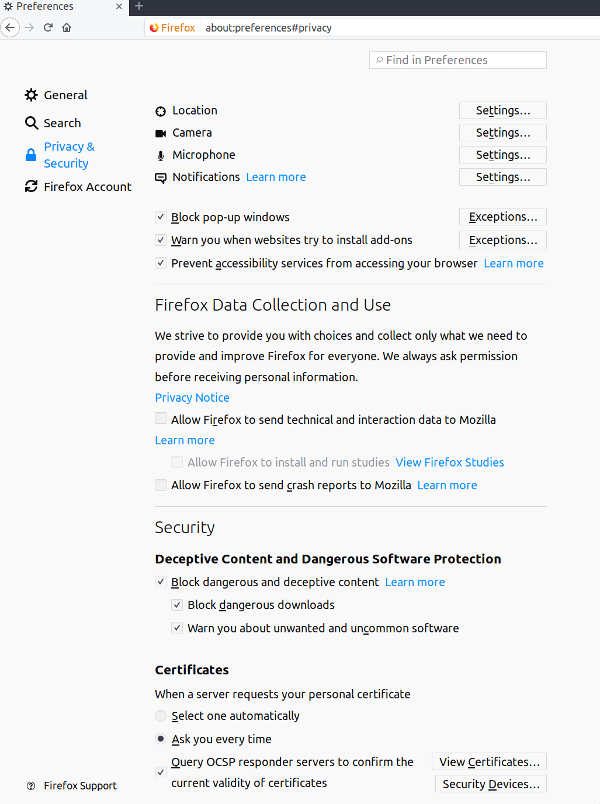 Preferences
Firefox about:preferences#privacy
Find in Preferences
General
Search
Privacy &
Security
Firefox Account
Location Settings...
Camera Settings...
Microphone Settings...
Notifications Learn more Settings...
Block pop-up windows Exceptions...
Warn you when websites try to install add-ons Exceptions...
Prevent accessibility services from accessing your browser Learn more
Firefox Data Collection and Use
We strive to provide you with choices and collect only what we need to
provide and improve Firefox for everyone. We always ask permission
before receiving personal information.
Privacy Notice
Allow Firefox to send technical and interaction data to Mozilla
Learn more
Allow Firefox to install and run studies View Firefox Studies
Allow Firefox to send crash reports to Mozilla Learn more
Security
Deceptive Content and Dangerous Software Protection
Block dangerous and deceptive content Learn more
Block dangerous downloads
Warn you about unwanted and uncommon software
Certificates
When a server requests your personal certificate
Select one automatically
Ask you every time
Query OCSP responder servers to confirm the View Certificates...
current validity of certificates Security Devices...
Firefox Support